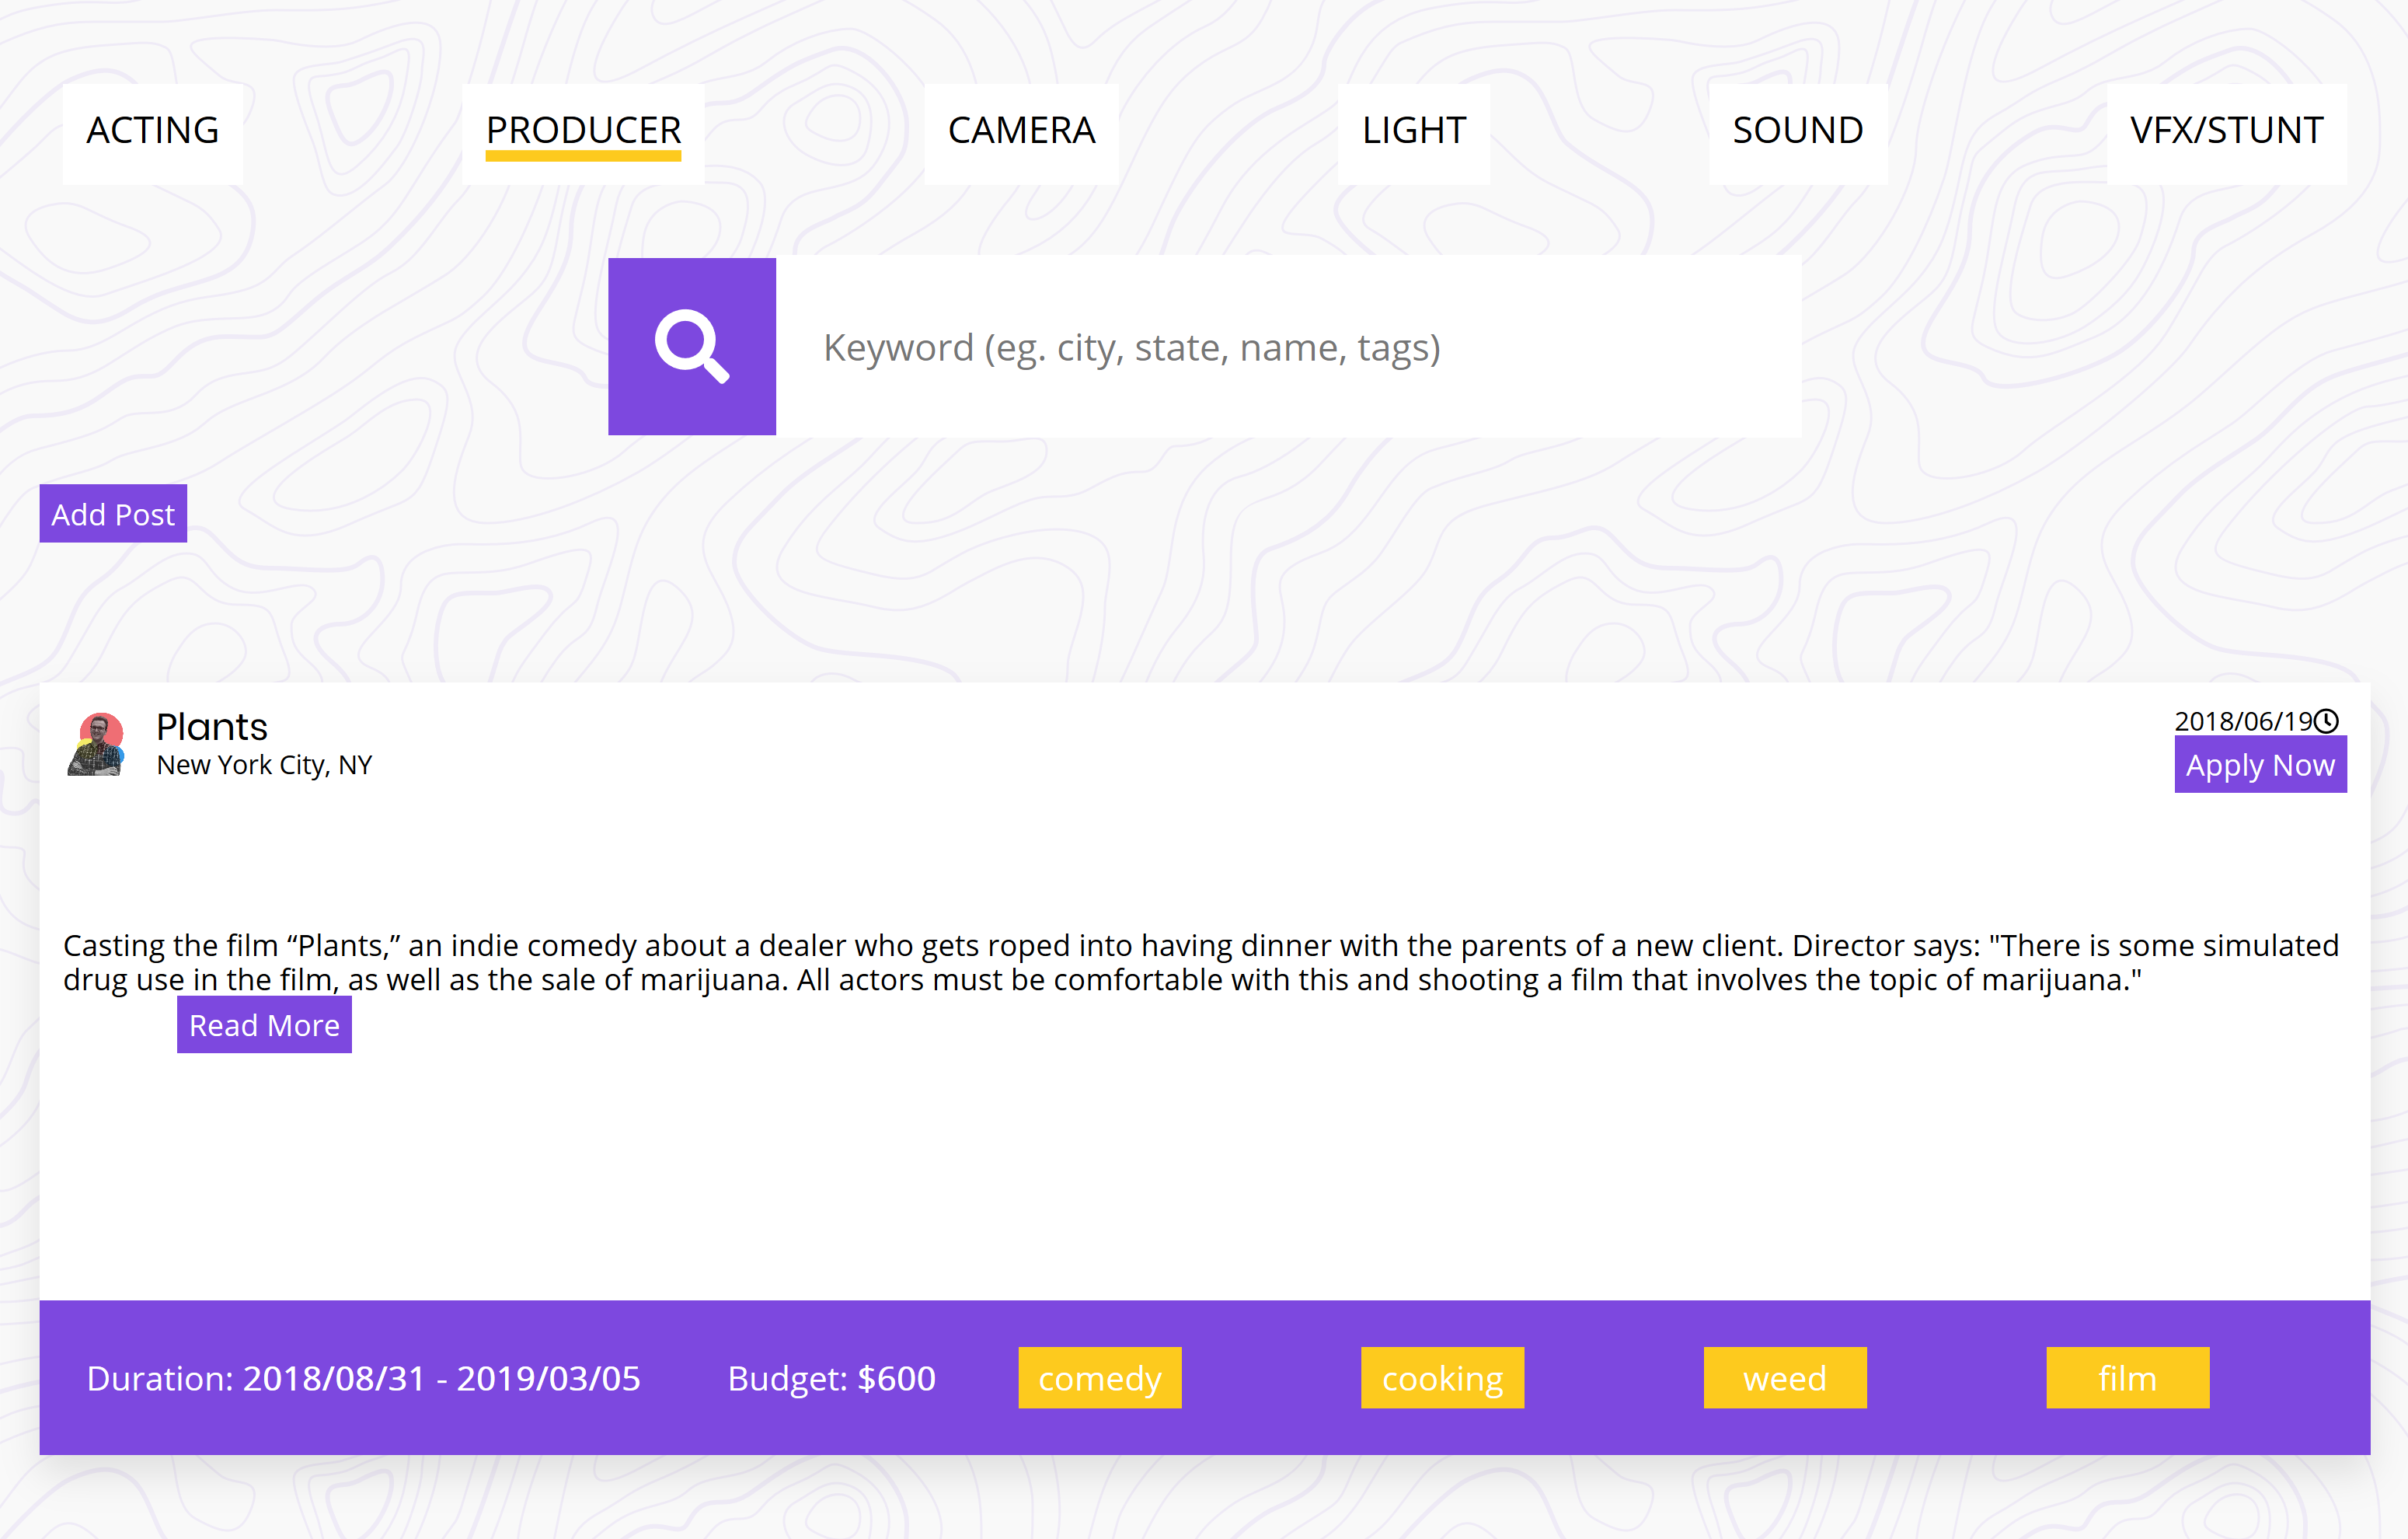 ACTING
PRODUCER
CAMERA
LIGHT
SOUND
VFX/STUNT
Keyword (eg. city, state, name, tags)
Add Post
Plants
New York City, NY
2018/06/19
Apply Now
Casting the film “Plants,” an indie comedy about a dealer who gets roped into having dinner with the parents of a new client. Director says: "There is some simulated
drug use in the film, as well as the sale of marijuana. All actors must be comfortable with this and shooting a film that involves the topic of marijuana."
Read More
Duration: 2018/08/31 - 2019/03/05
Budget: $600
comedy
cooking
weed
film